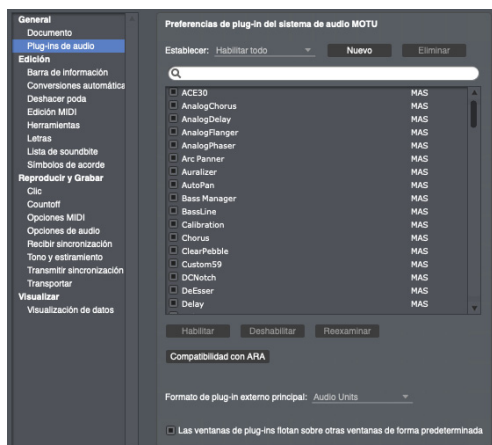 General
Documento
Plug-ins de audio
Edición
Barra de información
Conversiones automática
Deshacer poda
Edición MIDI
Herramientas
Letras
Lista de soundbite
Símbolos de acorde
Reproducir y Grabar
Clic
Countoff
Opciones MIDI
Opciones de audio
Recibir sincronización
Tono y estiramiento
Transmitir sincronización
Transportar
Visualizar
Visualización de datos
Preferencias de plug-in del sistema de audio MOTU
Establecer: Habilitar todo Nuevo Eliminar
ACE30 MAS
AnalogChorus MAS
AnalogDelay MAS
AnalogFlanger MAS
AnalogPhaser MAS
Arc Panner MAS
Auralizer MAS
AutoPan MAS
Bass Manager MAS
BassLine MAS
Calibration MAS
Chorus MAS
ClearPebble MAS
Custom59 MAS
DCNotch MAS
DeEsser MAS
Delay MAS
Habilitar Deshabilitar Reexaminar
Compatibilidad con ARA
Formato de plug-in externo principal: Audio Units
Las ventanas de plug-ins flotan sobre otras ventanas de forma predeterminada